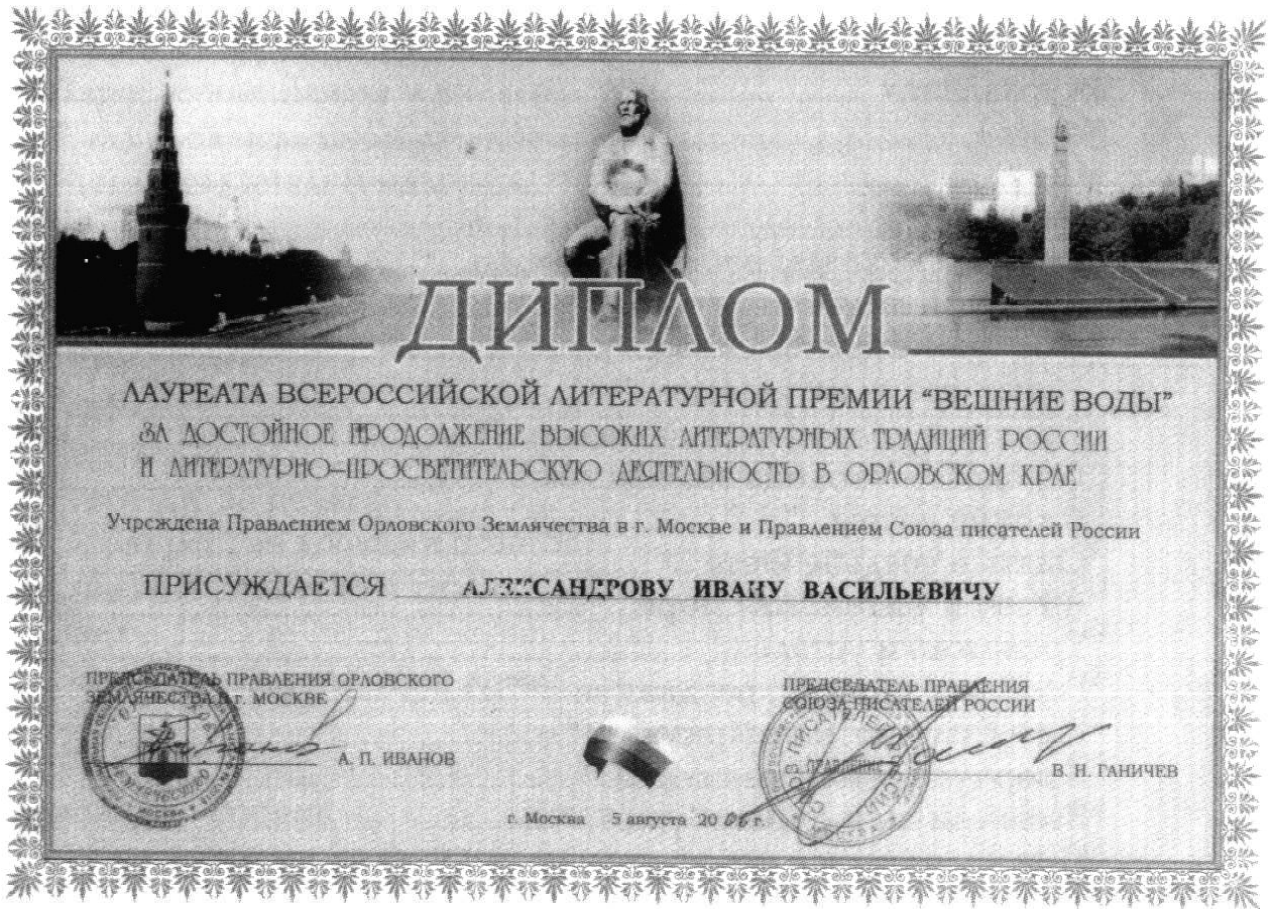 ДИПЛОМ
ЛАУРЕАТА ВСЕРОССИЙСКОЙ ЛИТЕРАТУРНОЙ ПРЕМИИ “ВЕШНИЕ ВОДЫ”
ЗА ДОСТОЙНОЕ ПРОДОЛЖЕНИЕ ВЫСОКИХ ЛИТЕРАТУРНЫХ ТРАДИЦИЙ РОССИИ
И ЛИТЕРАТУРНО-ПРОСВЕТИТЕЛЬСКУЮ ДЕЯТЕЛЬНОСТЬ В ОРЛОВСКОМ КРАЕ
Учреждена Правлением Орловского Землячества в г. Москве и Правлением Союза писателей России
ПРИСУЖДАЕТСЯ АЛЕКСАНДРОВУ ИВАНУ ВАСИЛЬЕВИЧУ
ПРЕДСЕДАТЕЛЬ ПРАВЛЕНИЯ ОРЛОВСКОГО
ЗЕМЛЯЧЕСТВА В г. МОСКВЕ
А. П. ИВАНОВ
ПРЕДСЕДАТЕЛЬ ПРАВЛЕНИЯ
СОЮЗА ПИСАТЕЛЕЙ РОССИИ
В. Н. ГАНИЧЕВ
г. Москва 5 августа 2006 г.